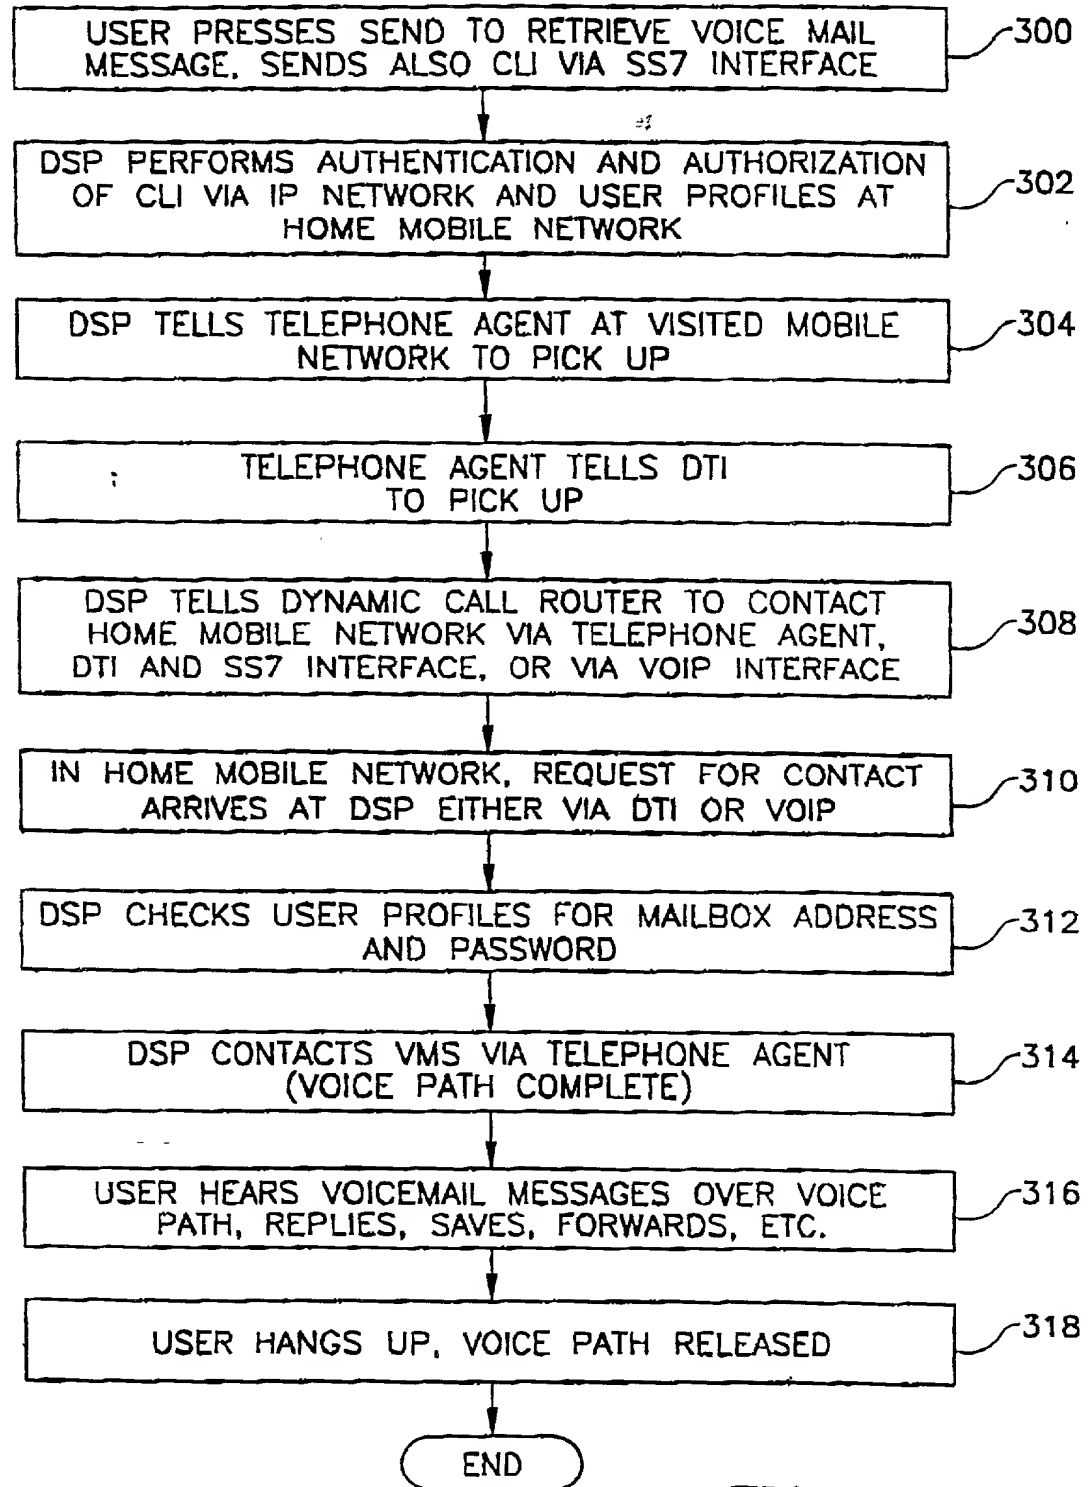 USER PRESSES SEND TO RETRIEVE VOICE MAIL
MESSAGE, SENDS ALSO CLI VIA SS7 INTERFACE
300
DSP PERFORMS AUTHENTICATION AND AUTHORIZATION
OF CLI VIA IP NETWORK AND USER PROFILES AT
HOME MOBILE NETWORK
302
DSP TELLS TELEPHONE AGENT AT VISITED MOBILE
NETWORK TO PICK UP
304
TELEPHONE AGENT TELLS DTI
TO PICK UP
306
DSP TELLS DYNAMIC CALL ROUTER TO CONTACT
HOME MOBILE NETWORK VIA TELEPHONE AGENT,
DTI AND SS7 INTERFACE, OR VIA VOIP INTERFACE
308
IN HOME MOBILE NETWORK, REQUEST FOR CONTACT
ARRIVES AT DSP EITHER VIA DTI OR VOIP
310
DSP CHECKS USER PROFILES FOR MAILBOX ADDRESS
AND PASSWORD
312
DSP CONTACTS VMS VIA TELEPHONE AGENT
(VOICE PATH COMPLETE)
314
USER HEARS VOICEMAIL MESSAGES OVER VOICE
PATH, REPLIES, SAVES, FORWARDS, ETC.
316
USER HANGS UP, VOICE PATH RELEASED
318
END